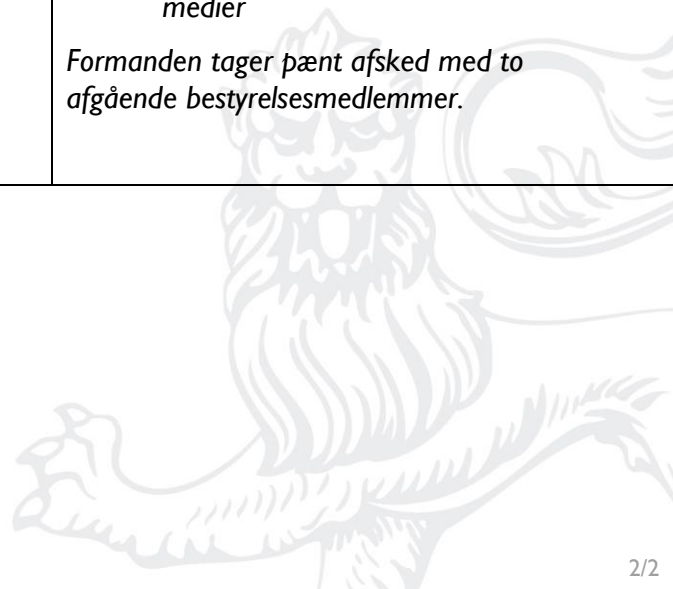 medier
Formanden tager pænt afsked med to
afgående bestyrelsesmedlemmer.
2/2